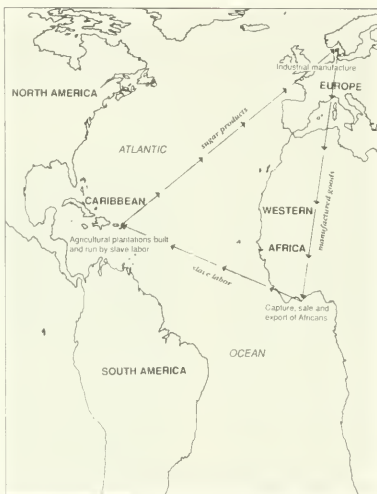 Industrial manufacture
EUROPE
NORTH AMERICA
sugar products
ATLANTIC
manufactured goods
CARIBBEAN
WESTERN
AFRICA
Agricultural plantations built
and run by slave labor
slave labor
Capture, sale and
export of Africans
OCEAN
SOUTH AMERICA